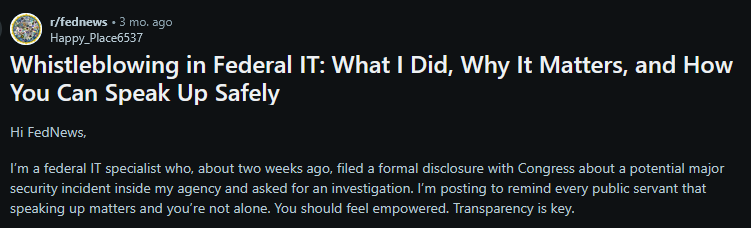 r/fednews • 3 mo. ago
Happy_Place6537
Whistleblowing in Federal IT: What I Did, Why It Matters, and How
You Can Speak Up Safely
Hi FedNews,
I'm a federal IT specialist who, about two weeks ago, filed a formal disclosure with Congress about a potential major
security incident inside my agency and asked for an investigation. I'm posting to remind every public servant that
speaking up matters and you're not alone. You should feel empowered. Transparency is key.